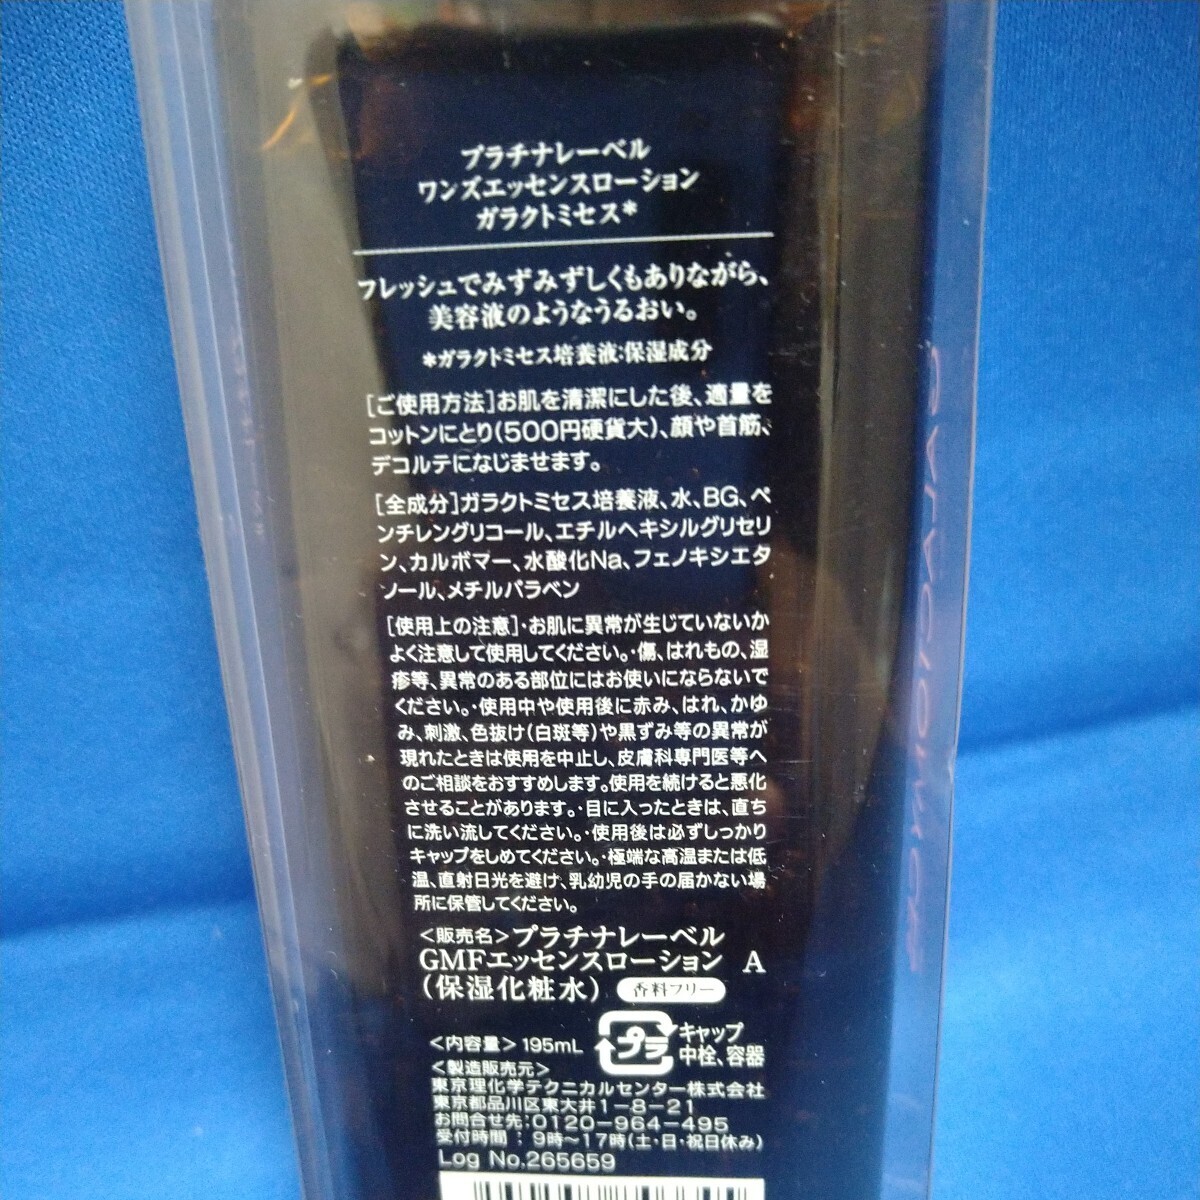 プラチナレーベル
ワンズエッセンスローション
ガラクトミセス*
フレッシュでみずみずしくもありながら、
美容液のようなうるおい。
*ガラクトミセス培養液:保湿成分
[ご使用方法]お肌を清潔にした後、適量を
コットンにとり(500円硬貨大)、顔や首筋、
デコルテになじませます。
[全成分]ガラクトミセス培養液、水、BG、ペ
ンチレングリコール、エチルヘキシルグリセリ
ン、カルボマー、水酸化Na、フェノキシエタ
ノール、メチルパラベン
[使用上の注意]・お肌に異常が生じていないか
よく注意して使用してください。・傷、はれもの、湿
疹等、異常のある部位にはお使いにならないで
ください。・使用中や使用後に赤み、はれ、かゆ
み、刺激、色抜け(白斑等)や黒ずみ等の異常が
現れたときは使用を中止し、皮膚科専門医等へ
のご相談をおすすめします。使用を続けると悪化
させることがあります。・目に入ったときは、直ち
に洗い流してください。・使用後は必ずしっかり
キャップをしめてください。・極端な高温または低
温、直射日光を避け、乳幼児の手の届かない場
所に保管してください。
<販売名>プラチナレーベル
GMFエッセンスローション A
(保湿化粧水) 香料フリー
<内容量> 195mL
プラ
キャップ
中栓、容器
<製造販売元>
東京理化学テクニカルセンター株式会社
東京都品川区東大井1-8-21
お問合せ先:0120-964-495
受付時間:9時〜17時(土・日・祝日休み)
Log No.265659